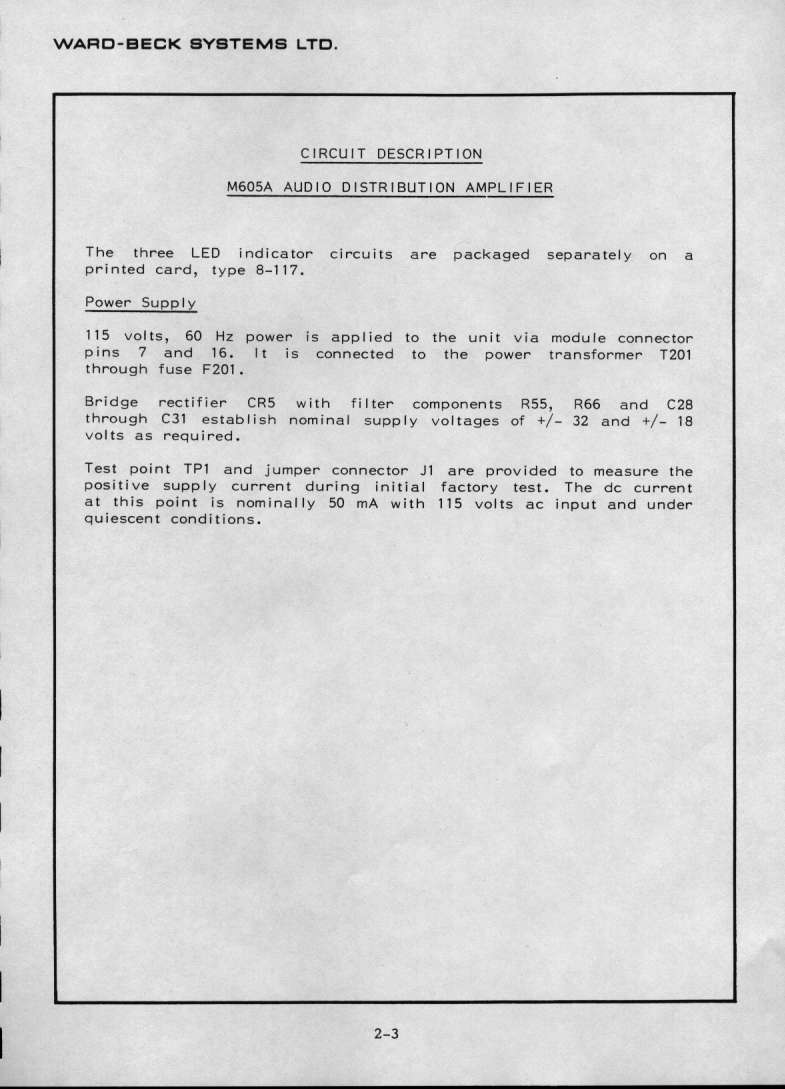 WARD-BECK SYSTEMS LTD.
CIRCUIT DESCRIPTION
M605A AUDIO DISTRIBUTION AMPLIFIER
The three LED indicator circuits are packaged separately on a
printed card, type 8-117.
Power Supply
115 volts, 60 Hz power is applied to the unit via module connector
pins 7 and 16. It is connected to the power transformer T201
through fuse F201.
Bridge rectifier CR5 with filter components R55, R66 and C28
through C31 establish nominal supply voltages of +/- 32 and +/- 18
volts as required.
Test point TP1 and jumper connector J1 are provided to measure the
positive supply current during initial factory test. The dc current
at this point is nominally 50 mA with 115 volts ac input and under
quiescent conditions.
2-3